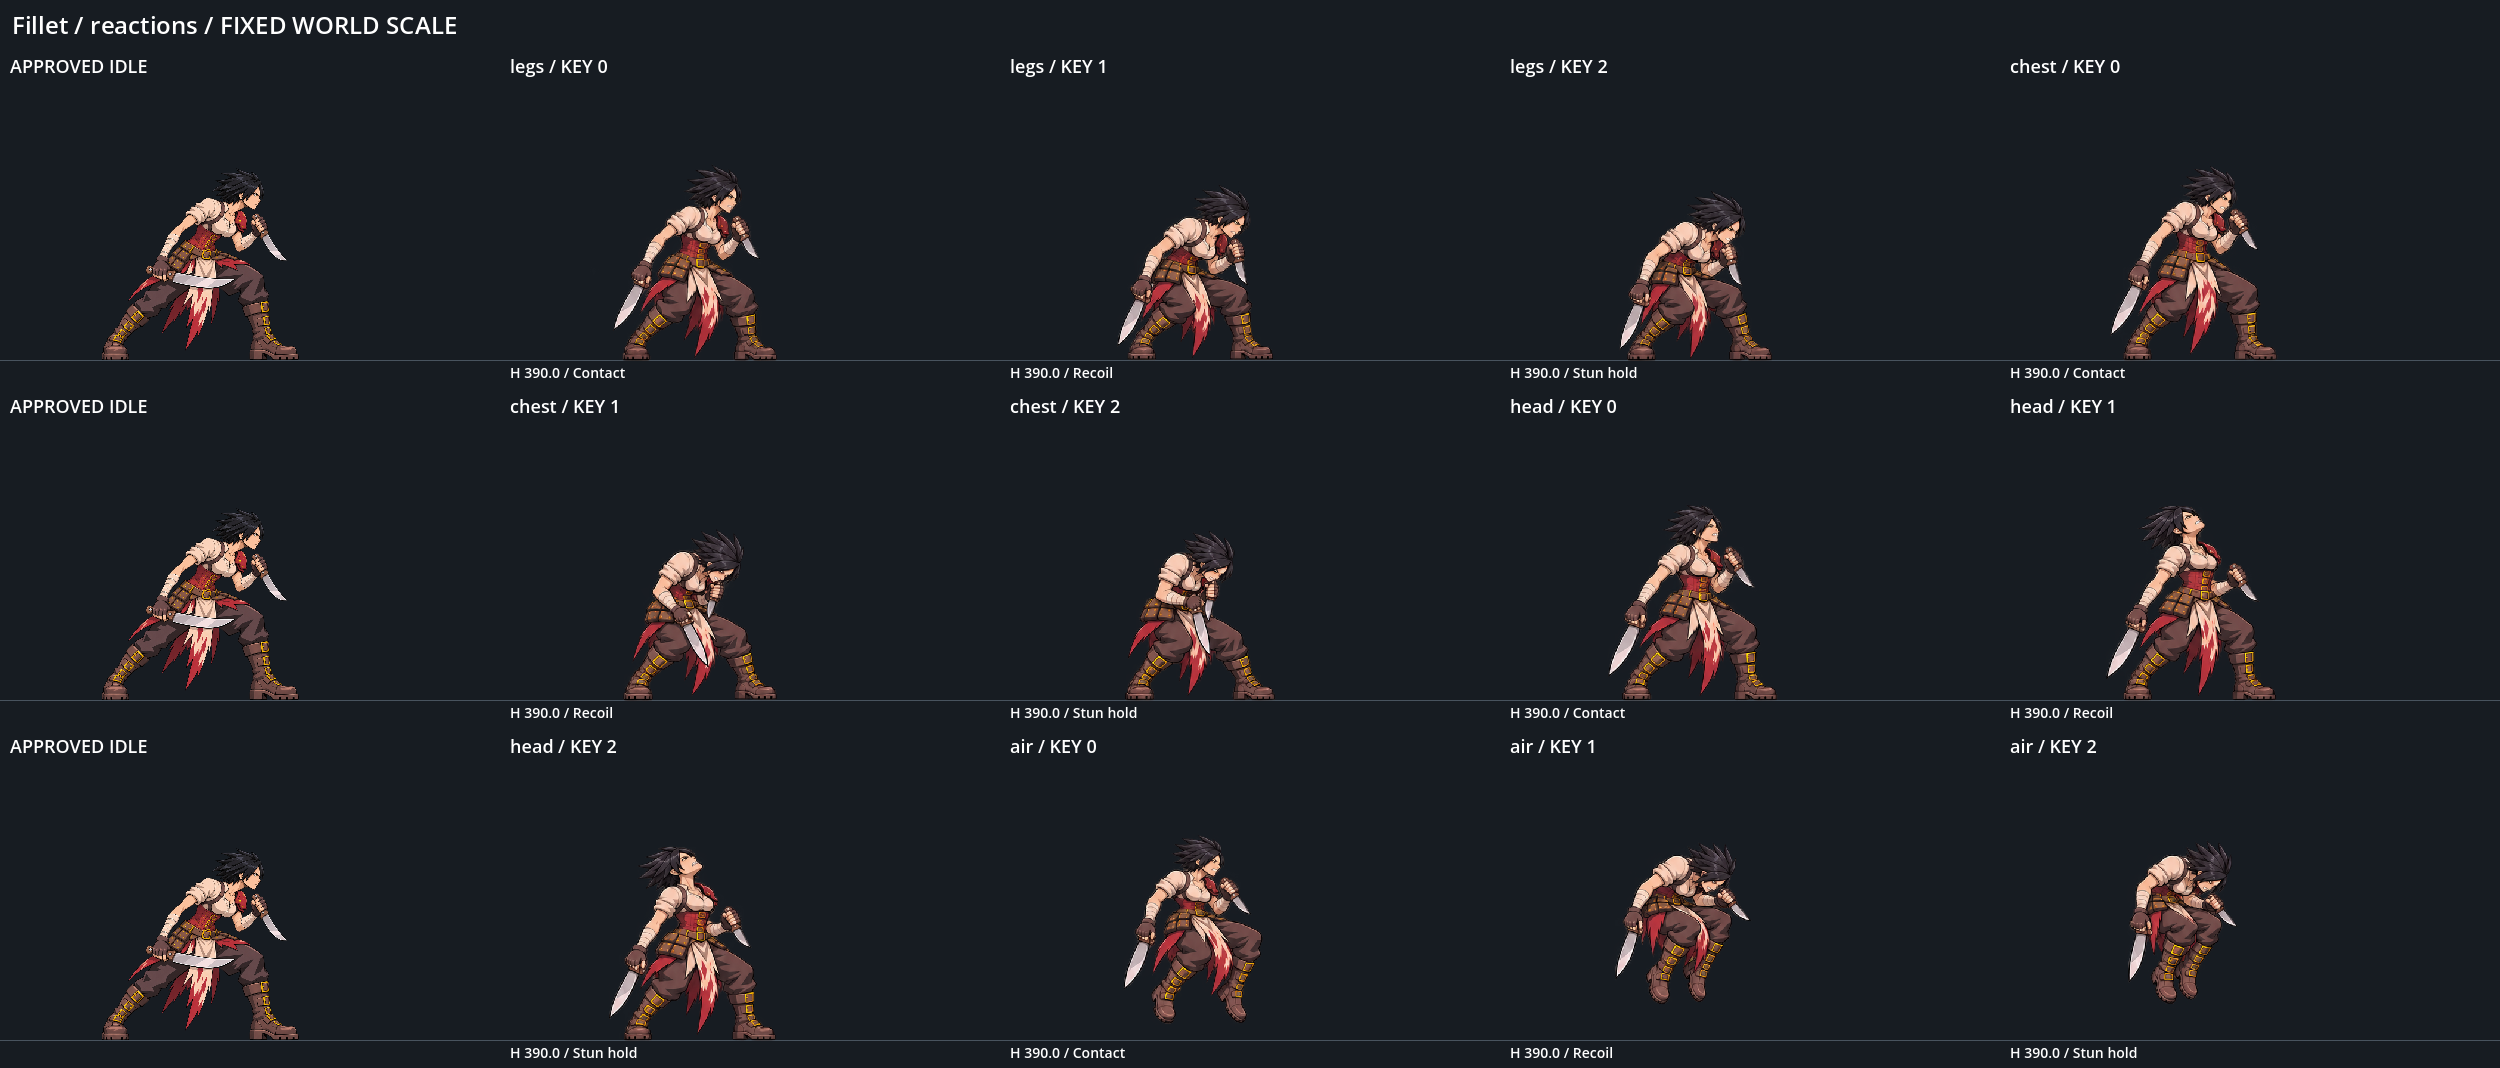 Fillet / reactions / FIXED WORLD SCALE
APPROVED IDLE
legs / KEY 0
legs / KEY 1
legs / KEY 2
chest / KEY 0
H 390.0 / Contact
H 390.0 / Recoil
H 390.0 / Stun hold
H 390.0 / Contact
APPROVED IDLE
chest / KEY 1
chest / KEY 2
head / KEY 0
head / KEY 1
H 390.0 / Recoil
H 390.0 / Stun hold
H 390.0 / Contact
H 390.0 / Recoil
APPROVED IDLE
head / KEY 2
air / KEY 0
air / KEY 1
air / KEY 2
H 390.0 / Stun hold
H 390.0 / Contact
H 390.0 / Recoil
H 390.0 / Stun hold